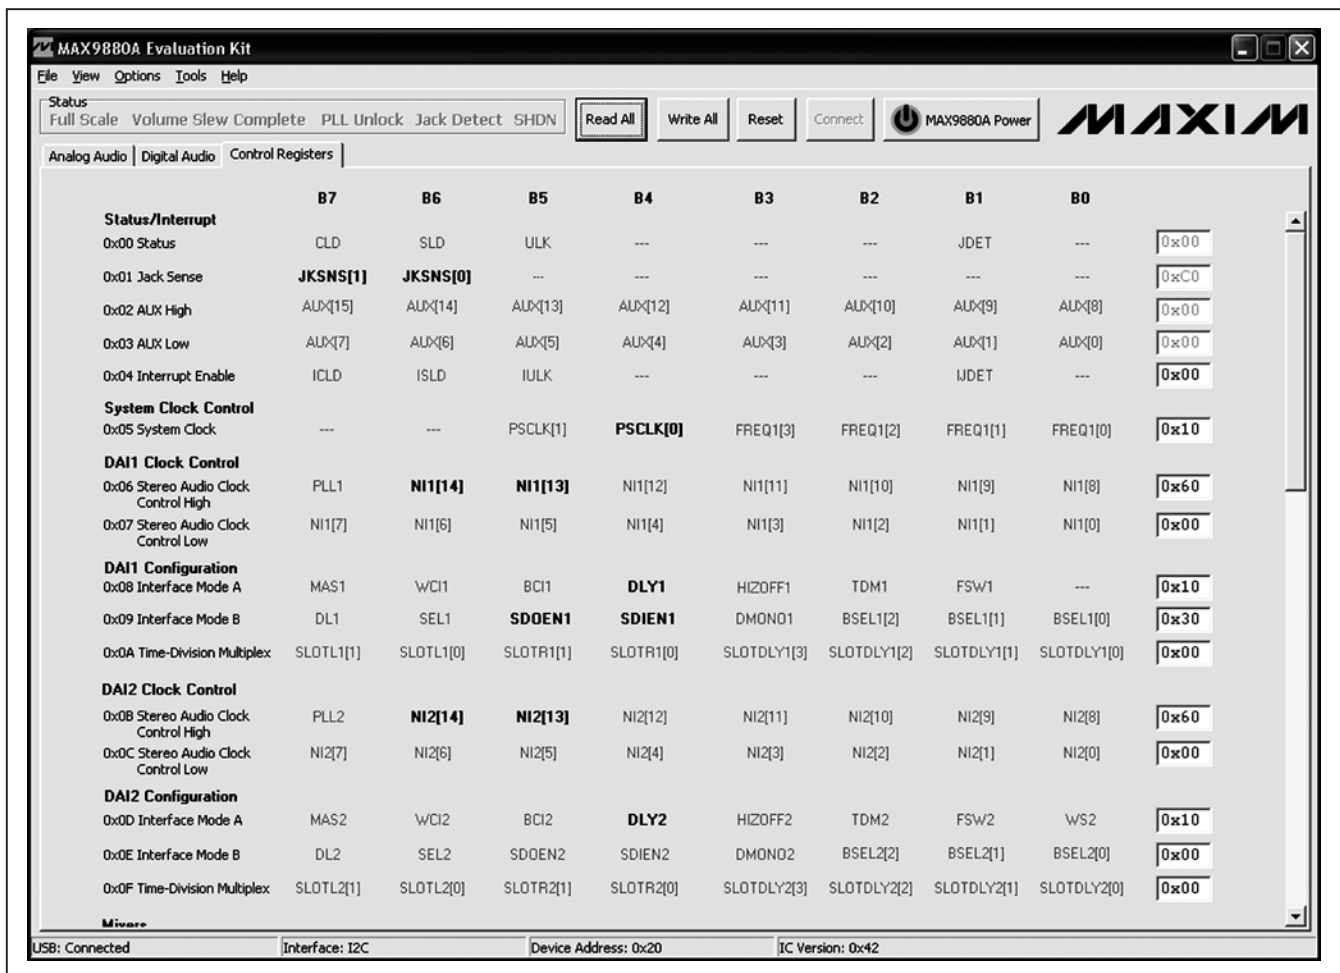 MAX9880A Evaluation Kit
File View Options Tools Help
Status
Full Scale Volume Slew Complete PLL Unlock Jack Detect SHDN Read All Write All Reset Connect MAX9880A Power MAXIM
Analog Audio Digital Audio Control Registers
B7 B6 B5 B4 B3 B2 B1 B0
Status/Interrupt
0x00 Status CLD SLD ULK --- --- --- JDET --- 0x00
0x01 Jack Sense JKSNS[1] JKSNS[0] --- --- --- --- --- --- 0xC0
0x02 AUX High AUX[15] AUX[14] AUX[13] AUX[12] AUX[11] AUX[10] AUX[9] AUX[8] 0x00
0x03 AUX Low AUX[7] AUX[6] AUX[5] AUX[4] AUX[3] AUX[2] AUX[1] AUX[0] 0x00
0x04 Interrupt Enable ICLD ISLD IULK --- --- --- IJDET --- 0x00
System Clock Control
0x05 System Clock --- --- PSCLK[1] PSCLK[0] FREQ1[3] FREQ1[2] FREQ1[1] FREQ1[0] 0x10
DAI1 Clock Control
0x06 Stereo Audio Clock PLL1 NI1[14] NI1[13] NI1[12] NI1[11] NI1[10] NI1[9] NI1[8] 0x60
Control High
0x07 Stereo Audio Clock NI1[7] NI1[6] NI1[5] NI1[4] NI1[3] NI1[2] NI1[1] NI1[0] 0x00
Control Low
DAI1 Configuration
0x08 Interface Mode A MAS1 WCI1 BCI1 DLY1 HIZOFF1 TDM1 FSW1 --- 0x10
0x09 Interface Mode B DL1 SEL1 SDOEN1 SDIEN1 DMONO1 BSEL1[2] BSEL1[1] BSEL1[0] 0x30
0x0A Time-Division Multiplex SLOTL1[1] SLOTL1[0] SLOTR1[1] SLOTR1[0] SLOTDLY1[3] SLOTDLY1[2] SLOTDLY1[1] SLOTDLY1[0] 0x00
DAI2 Clock Control
0x0B Stereo Audio Clock PLL2 NI2[14] NI2[13] NI2[12] NI2[11] NI2[10] NI2[9] NI2[8] 0x60
Control High
0x0C Stereo Audio Clock NI2[7] NI2[6] NI2[5] NI2[4] NI2[3] NI2[2] NI2[1] NI2[0] 0x00
Control Low
DAI2 Configuration
0x0D Interface Mode A MAS2 WCI2 BCI2 DLY2 HIZOFF2 TDM2 FSW2 WS2 0x10
0x0E Interface Mode B DL2 SEL2 SDOEN2 SDIEN2 DMONO2 BSEL2[2] BSEL2[1] BSEL2[0] 0x00
0x0F Time-Division Multiplex SLOTL2[1] SLOTL2[0] SLOTR2[1] SLOTR2[0] SLOTDLY2[3] SLOTDLY2[2] SLOTDLY2[1] SLOTDLY2[0] 0x00
Mixers
USB: Connected Interface: I2C Device Address: 0x20 IC Version: 0x42